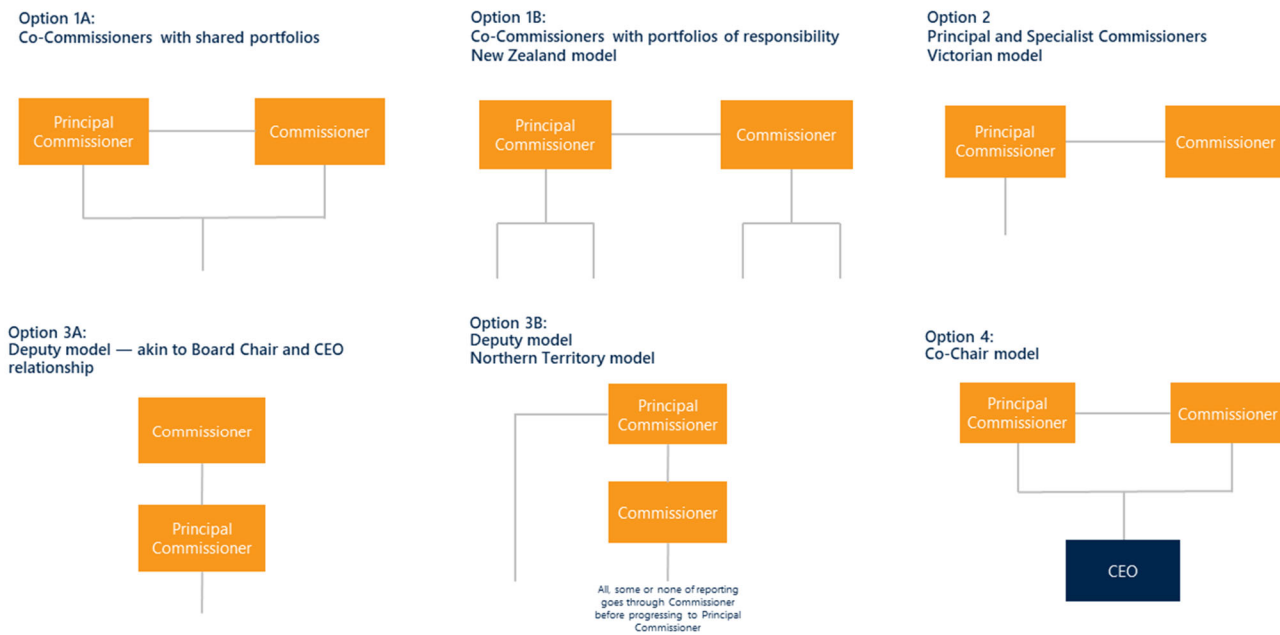 Option 1A:
Co-Commissioners with shared portfolios
Principal
Commissioner
Commissioner
Option 1B:
Co-Commissioners with portfolios of responsibility
New Zealand model
Principal
Commissioner
Commissioner
Option 2
Principal and Specialist Commissioners
Victorian model
Principal
Commissioner
Commissioner
Option 3A:
Deputy model — akin to Board Chair and CEO
relationship
Commissioner
Principal
Commissioner
Option 3B:
Deputy model
Northern Territory model
Principal
Commissioner
Commissioner
All, some or none of reporting
goes through Commissioner
before progressing to Principal
Commissioner
Option 4:
Co-Chair model
Principal
Commissioner
Commissioner
CEO